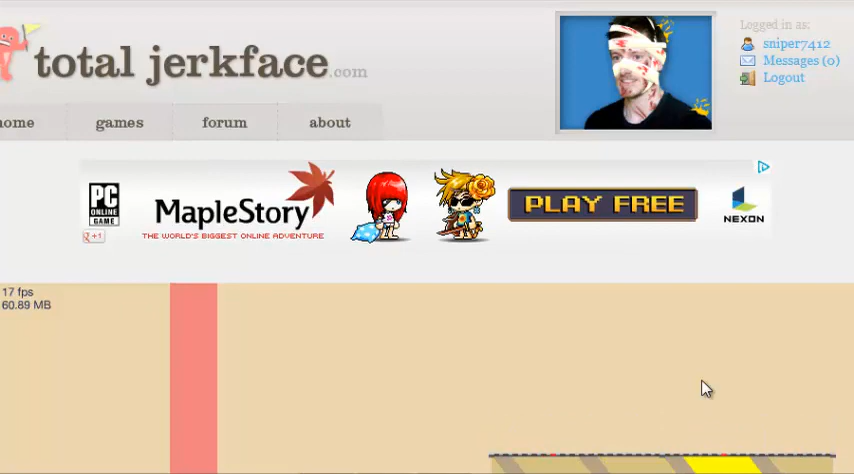 total jerkface.com
Logged in as:
sniper7412
Messages (0)
Logout
home
games
forum
about
PC
ONLINE
GAME
+1
MapleStory
THE WORLD'S BIGGEST ONLINE ADVENTURE
PLAY FREE
NEXON
17 fps
60.89 MB